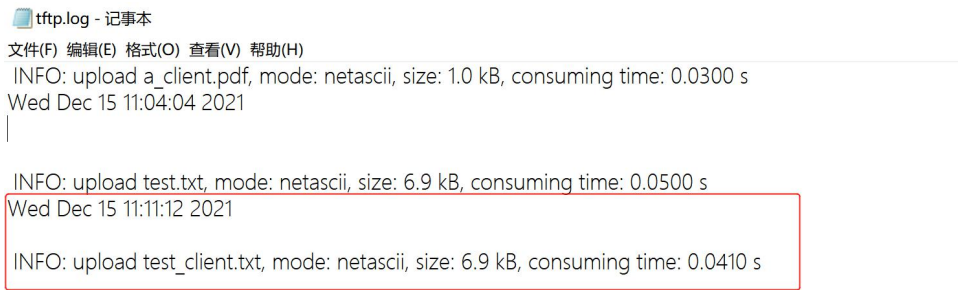 tftp.log - 记事本
文件(F) 编辑(E) 格式(O) 查看(V) 帮助(H)
INFO: upload a_client.pdf, mode: netascii, size: 1.0 kB, consuming time: 0.0300 s
Wed Dec 15 11:04:04 2021
INFO: upload test.txt, mode: netascii, size: 6.9 kB, consuming time: 0.0500 s
Wed Dec 15 11:11:12 2021
INFO: upload test_client.txt, mode: netascii, size: 6.9 kB, consuming time: 0.0410 s